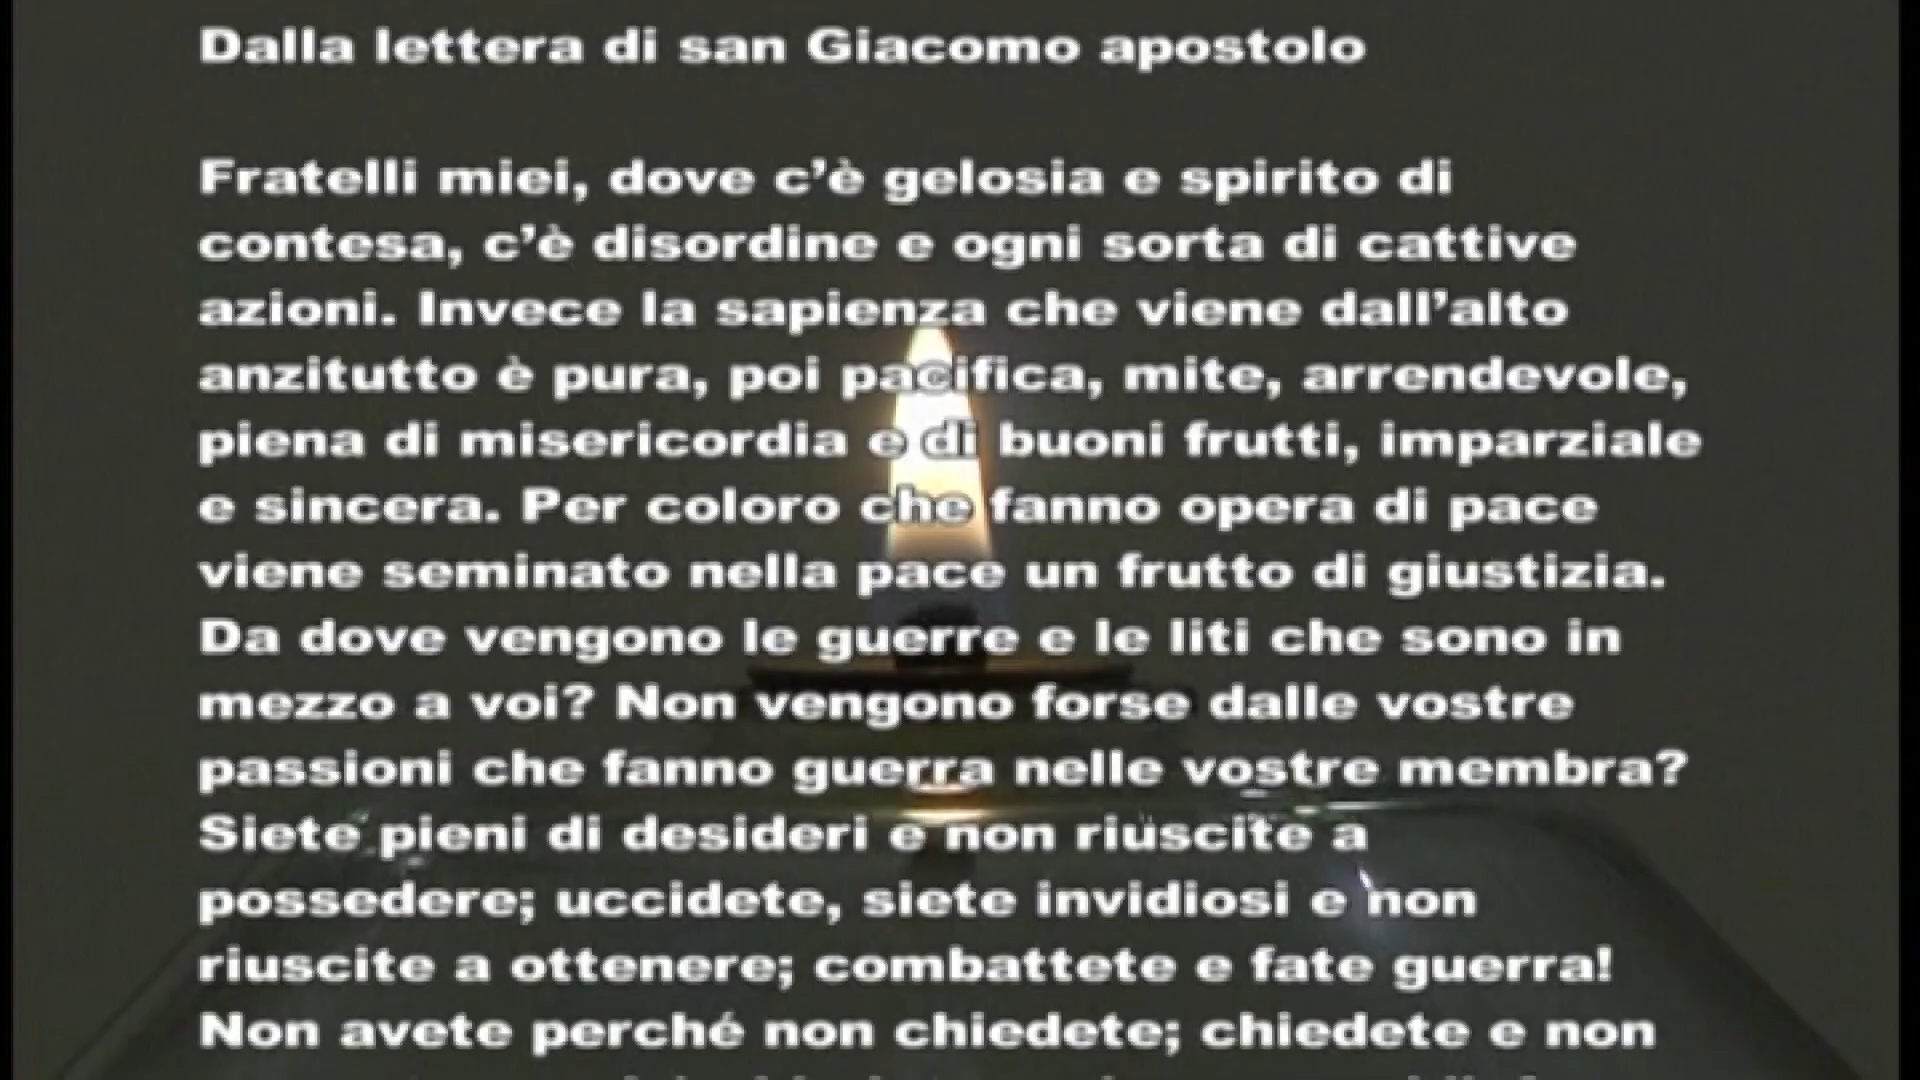 Dalla lettera di san Giacomo apostolo
Fratelli miei, dove c’è gelosia e spirito di
contesa, c’è disordine e ogni sorta di cattive
azioni. Invece la sapienza che viene dall’alto
anzitutto è pura, poi pacifica, mite, arrendevole,
piena di misericordia e di buoni frutti, imparziale
e sincera. Per coloro che fanno opera di pace
viene seminato nella pace un frutto di giustizia.
Da dove vengono le guerre e le liti che sono in
mezzo a voi? Non vengono forse dalle vostre
passioni che fanno guerra nelle vostre membra?
Siete pieni di desideri e non riuscite a
possedere; uccidete, siete invidiosi e non
riuscite a ottenere; combattete e fate guerra!
Non avete perché non chiedete; chiedete e non